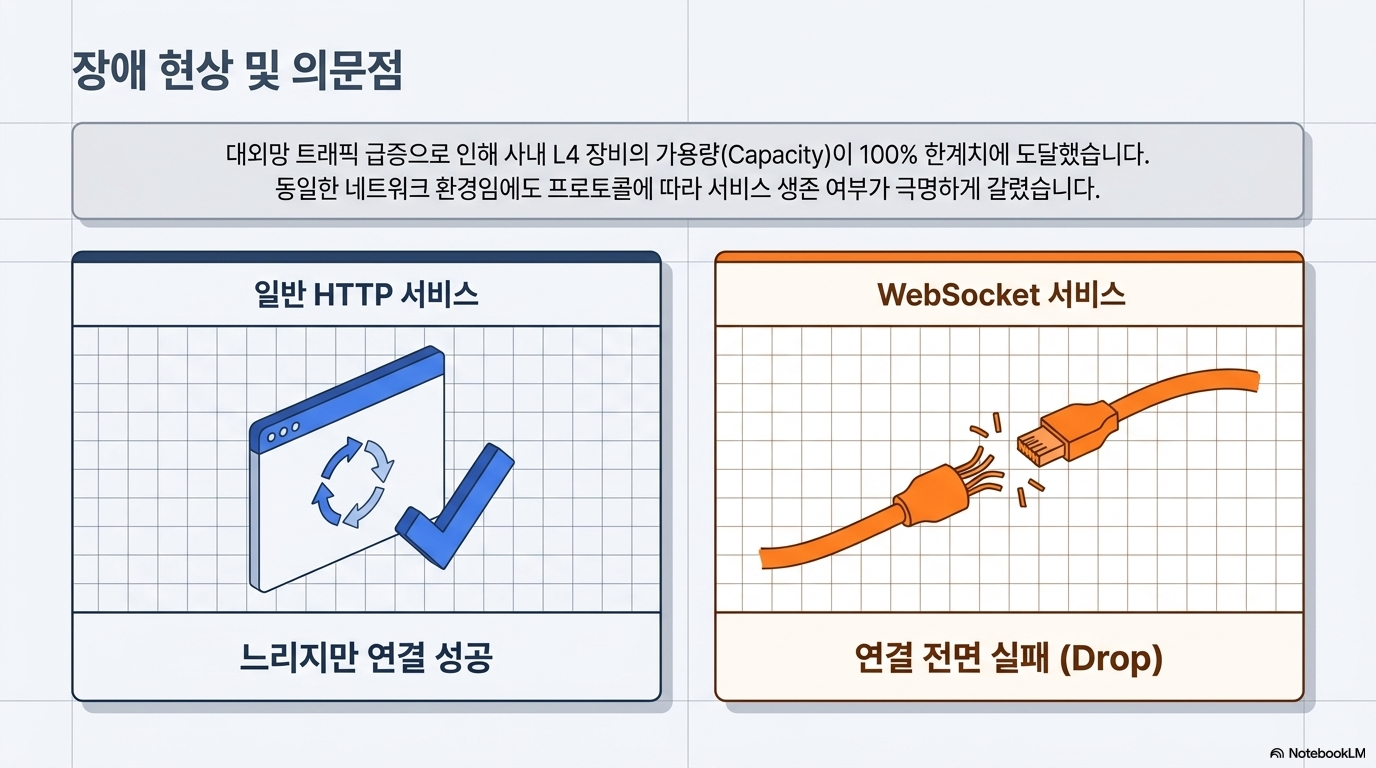 장애 현상 및 의문점
대외망 트래픽 급증으로 인해 사내 L4 장비의 가용량(Capacity)이 100% 한계치에 도달했습니다.
동일한 네트워크 환경임에도 프로토콜에 따라 서비스 생존 여부가 극명하게 갈렸습니다.
일반 HTTP 서비스
느리지만 연결 성공
WebSocket 서비스
연결 전면 실패 (Drop)
NotebookLM